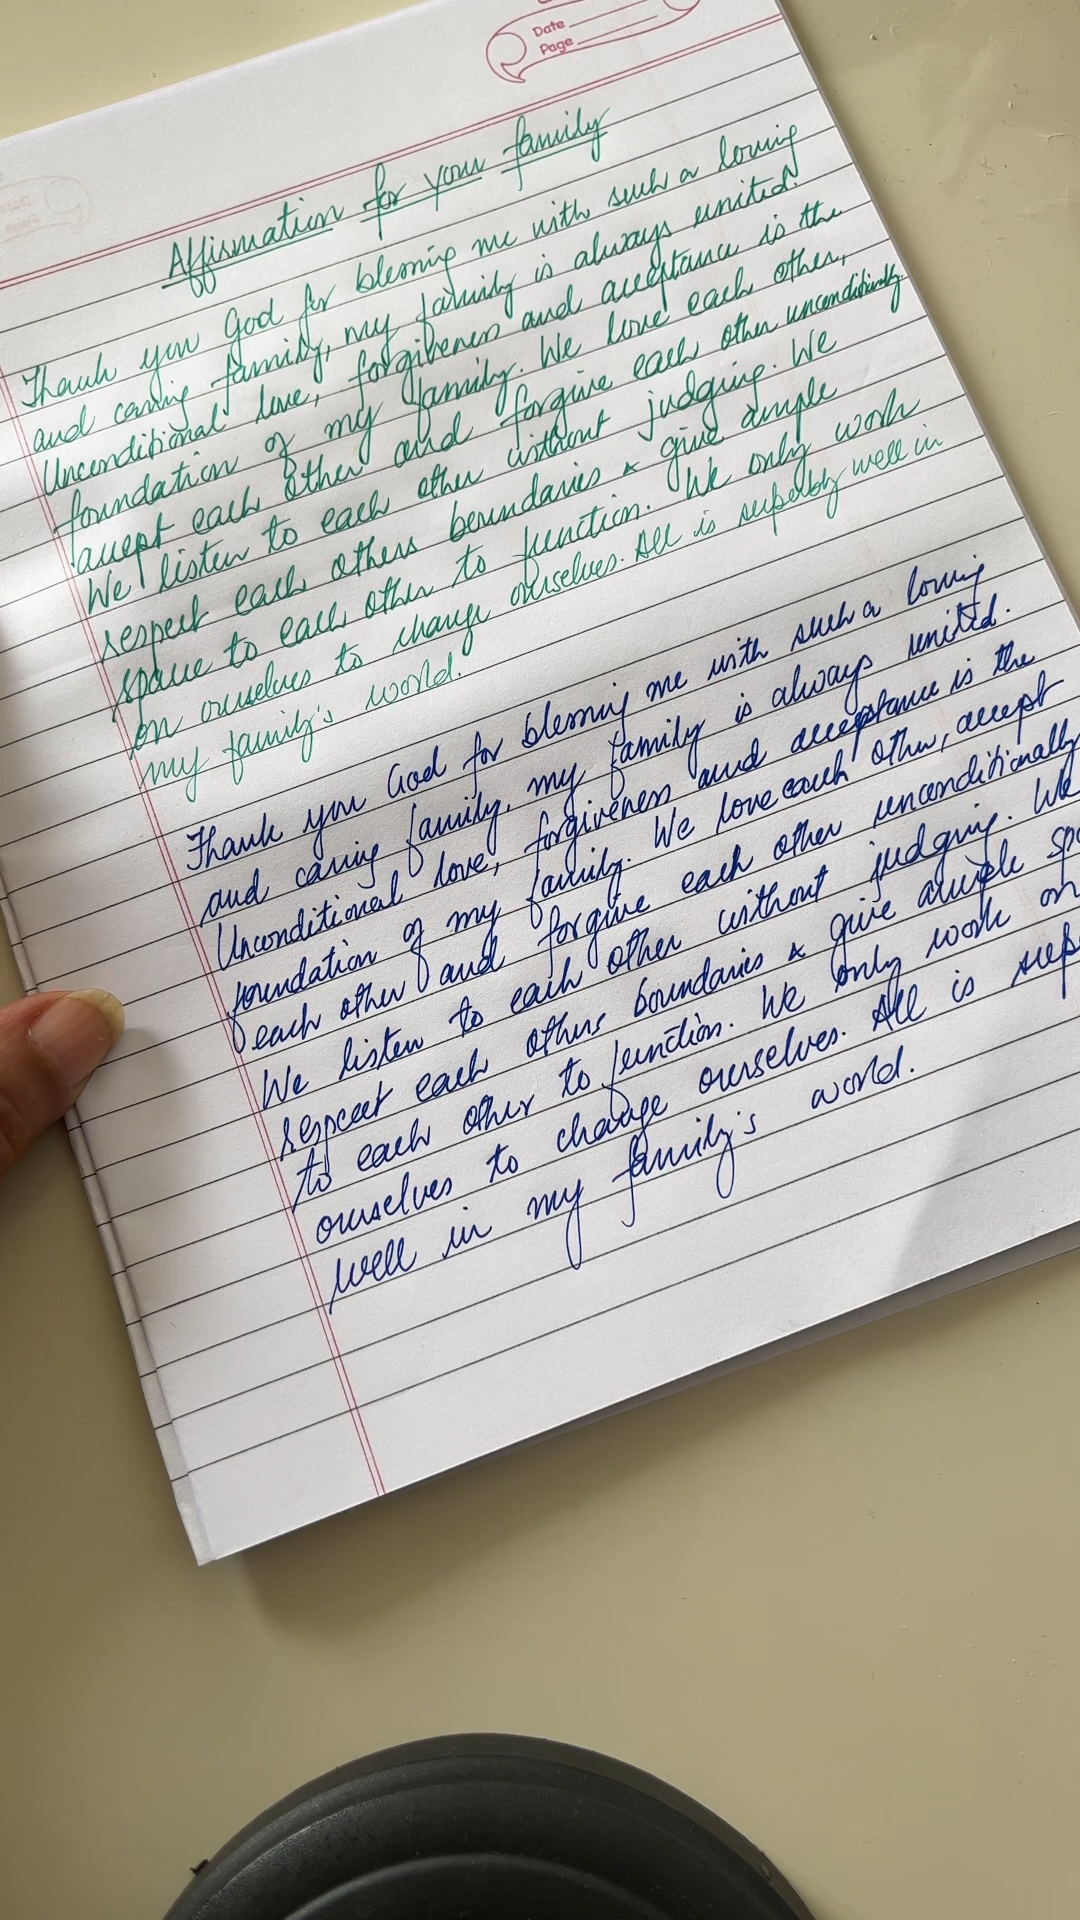 Date
Page
Affirmation for your family
Thank you God for blessing me with such a loving
and caring family, my family is always united.
Unconditional love, forgiveness and acceptance is the
foundation of my family. We love each other,
accept each other and forgive each other unconditionally.
We listen to each other without judging. We
respect each others boundaries & give ample
space to each other to function. We only work
on ourselves to change ourselves. All is superbly well in
my family's world.
Thank you God for blessing me with such a loving
and caring family, my family is always united.
Unconditional love, forgiveness and acceptance is the
foundation of my family. We love each other, accept
each other and forgive each other unconditionally
We listen to each other without judging. We
respect each others boundaries & give ample spa
to each other to function. We only work on
ourselves to change ourselves. All is supe
well in my family's world.